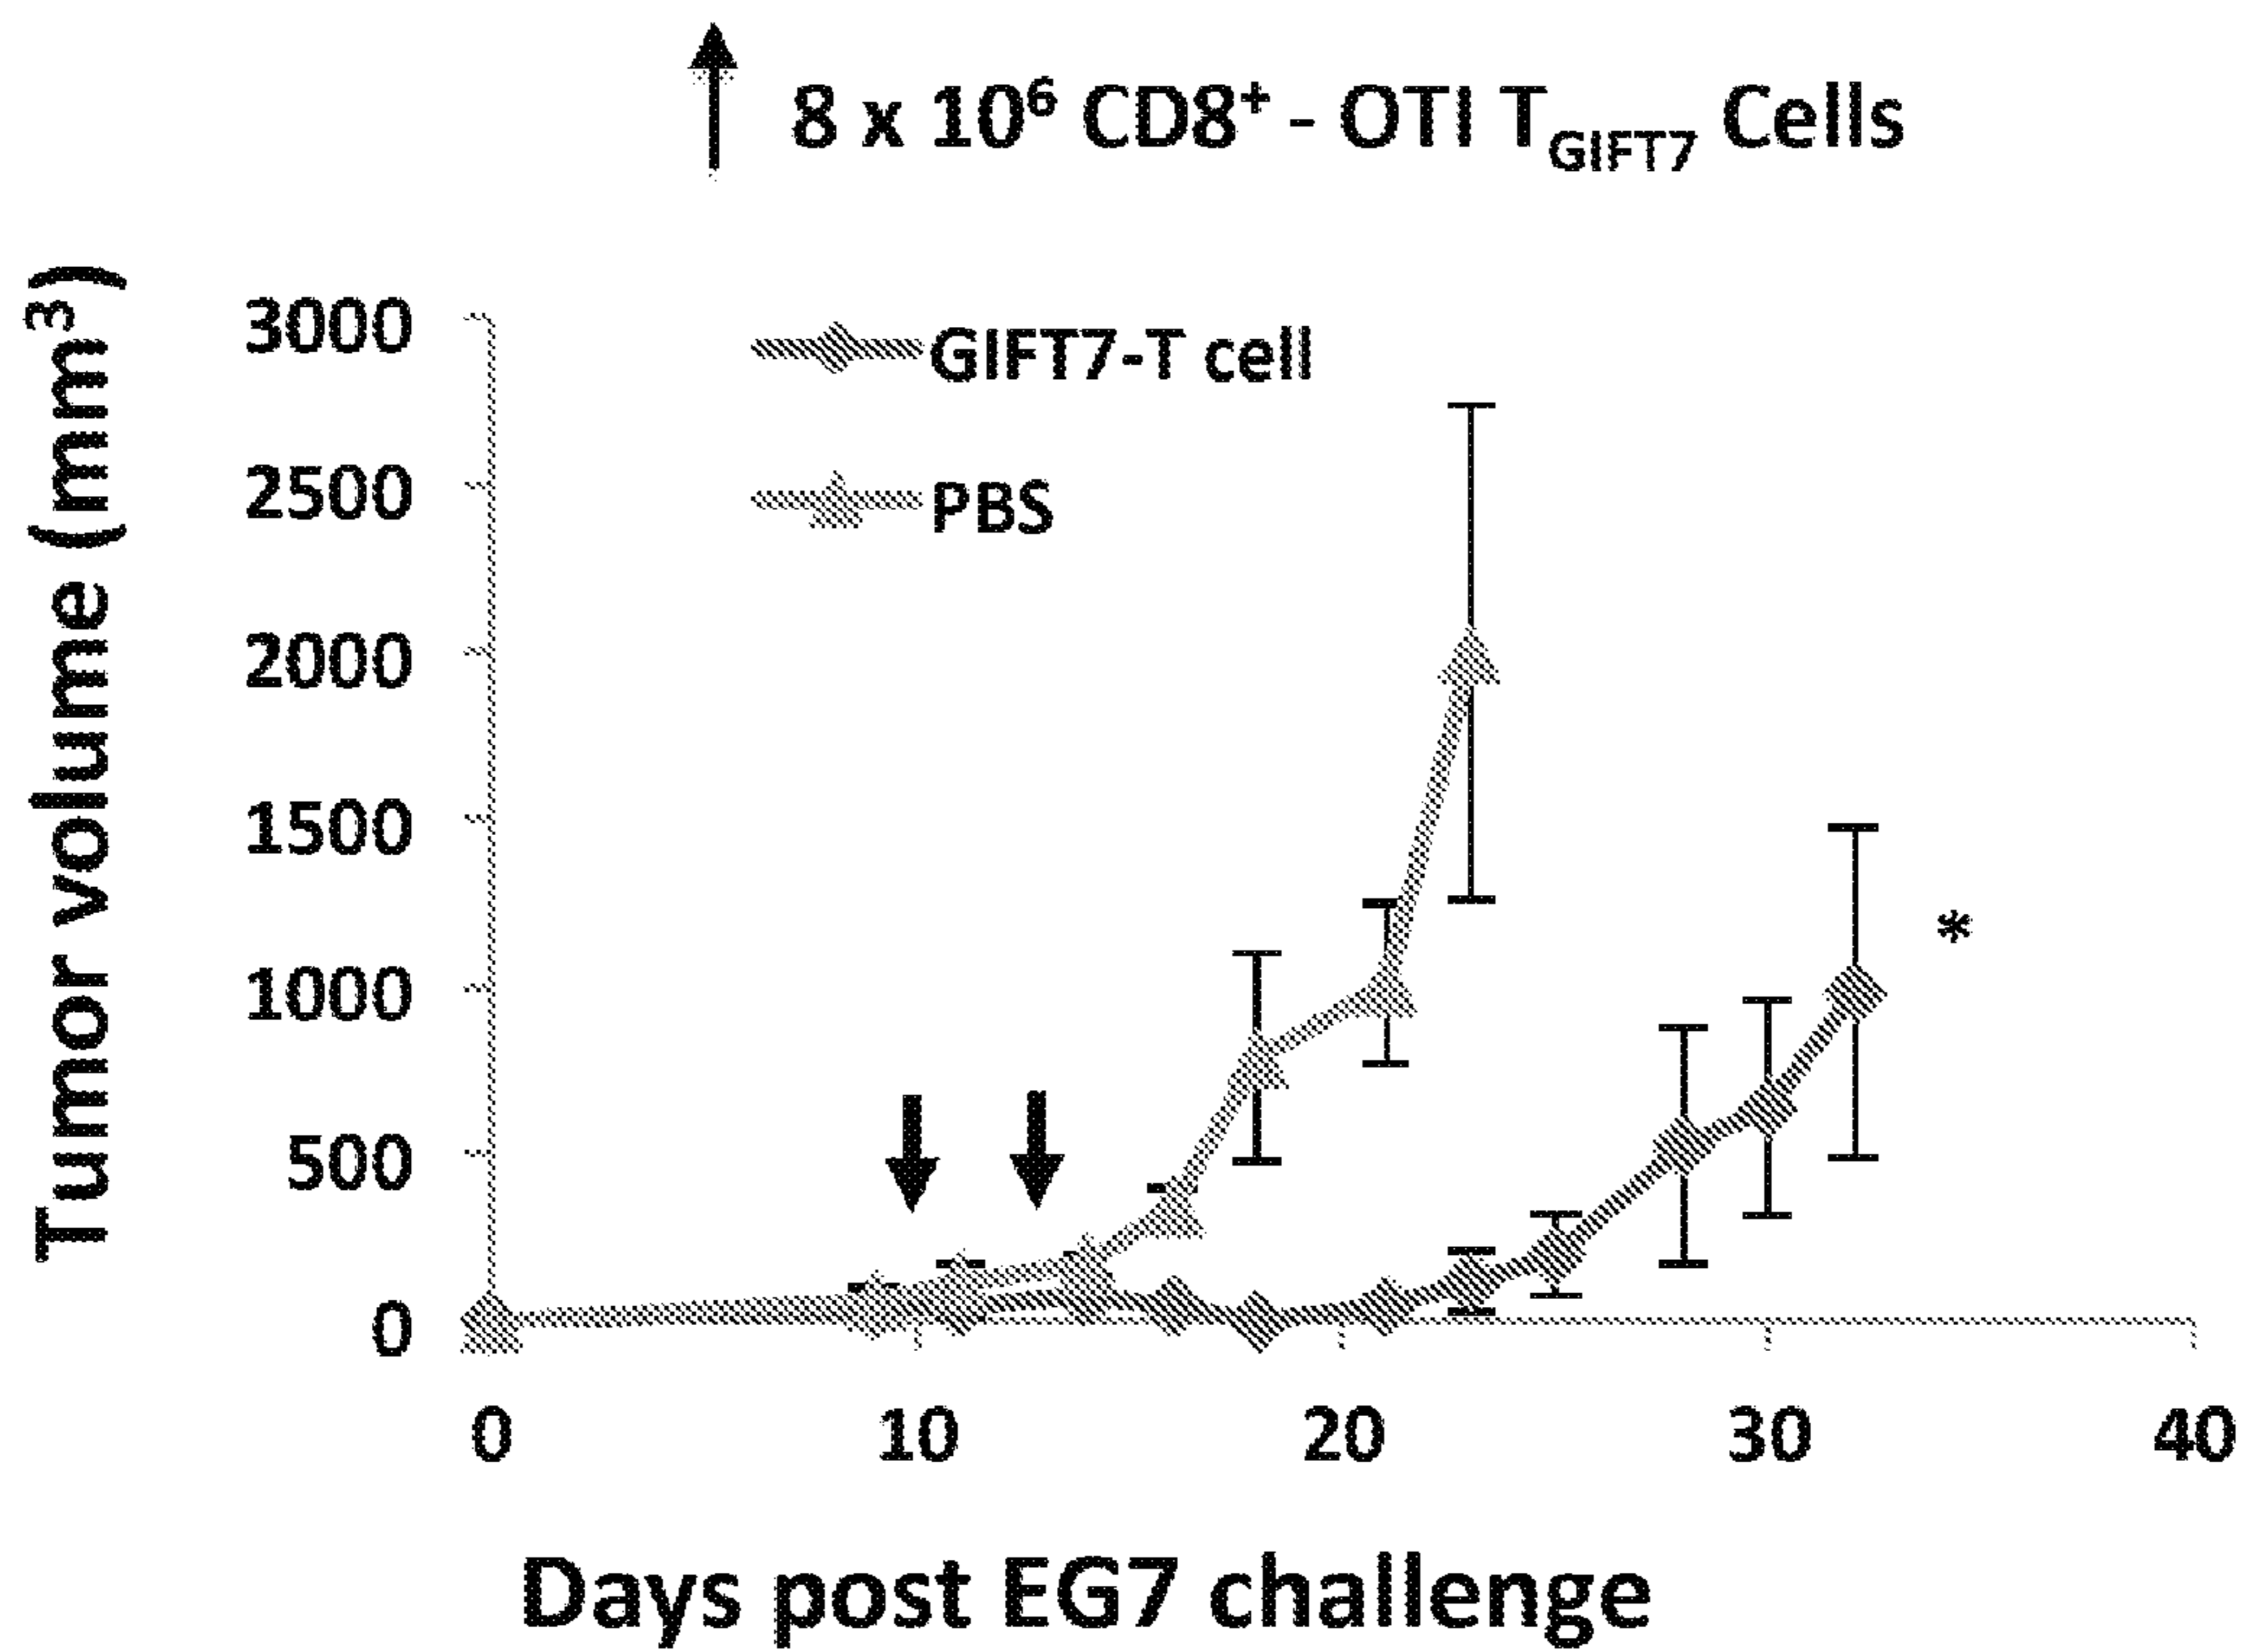 8 x 10⁶ CD8⁺ - OTI T_GIFT7 Cells
Tumor volume (mm³)
3000
2500
2000
1500
1000
500
0
GIFT7-T cell
PBS
*
0 10 20 30 40
Days post EG7 challenge